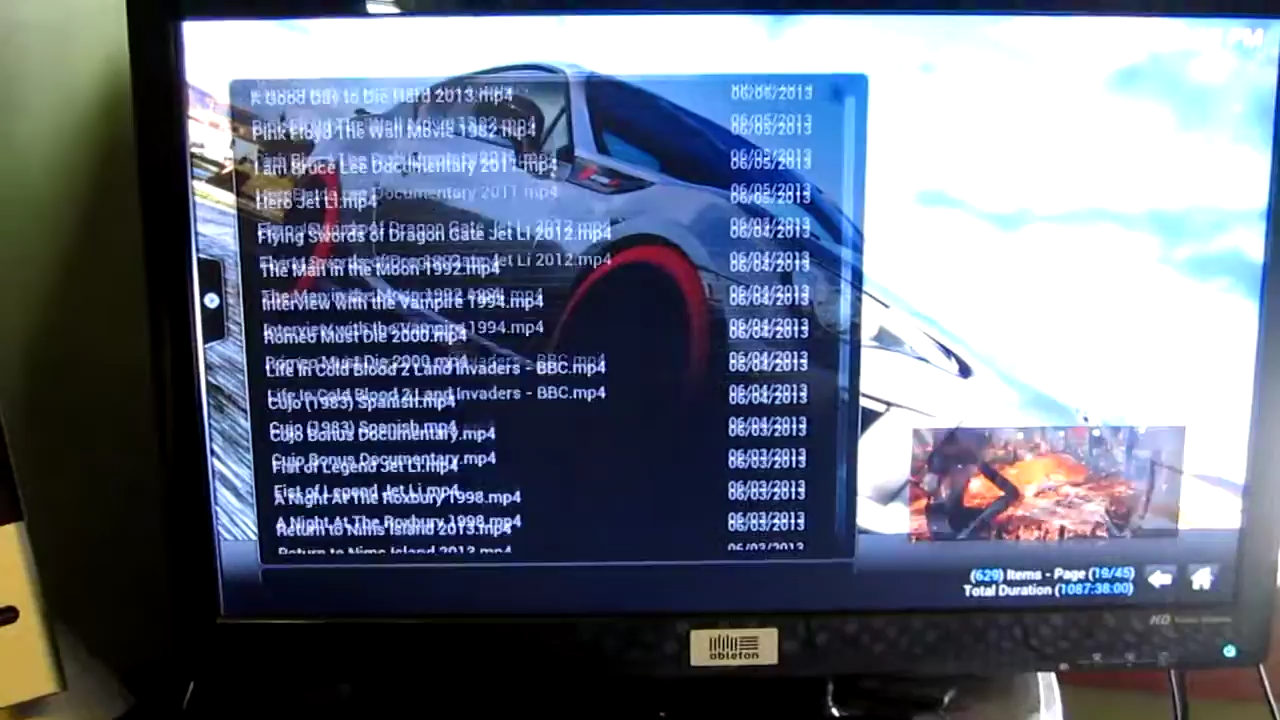 PM
A Good Day to Die Hard 2013.mp4 06/06/2013
Pink Floyd The Wall Movie 1982.mp4 06/05/2013
I am Bruce Lee Documentary 2011.mp4 06/05/2013
Hero Jet Li.mp4 06/05/2013
Flying Swords of Dragon Gate Jet Li 2012.mp4
The Man in the Moon 1992.mp4 06/04/2013
Interview with the Vampire 1994.mp4 06/04/2013
Romeo Must Die 2000.mp4 06/04/2013
Life In Cold Blood 2 Land Invaders - BBC.mp4 06/04/2013
Cujo (1983) Spanish.mp4 06/04/2013
Cujo Bonus Documentary.mp4 06/03/2013
Fist of Legend Jet Li.mp4 06/03/2013
A Night At The Roxbury 1998.mp4 06/03/2013
Return to Nims Island 2013.mp4 06/03/2013
(629) Items - Page (19/45)
Total Duration (1087:38:00)
HD
ableton